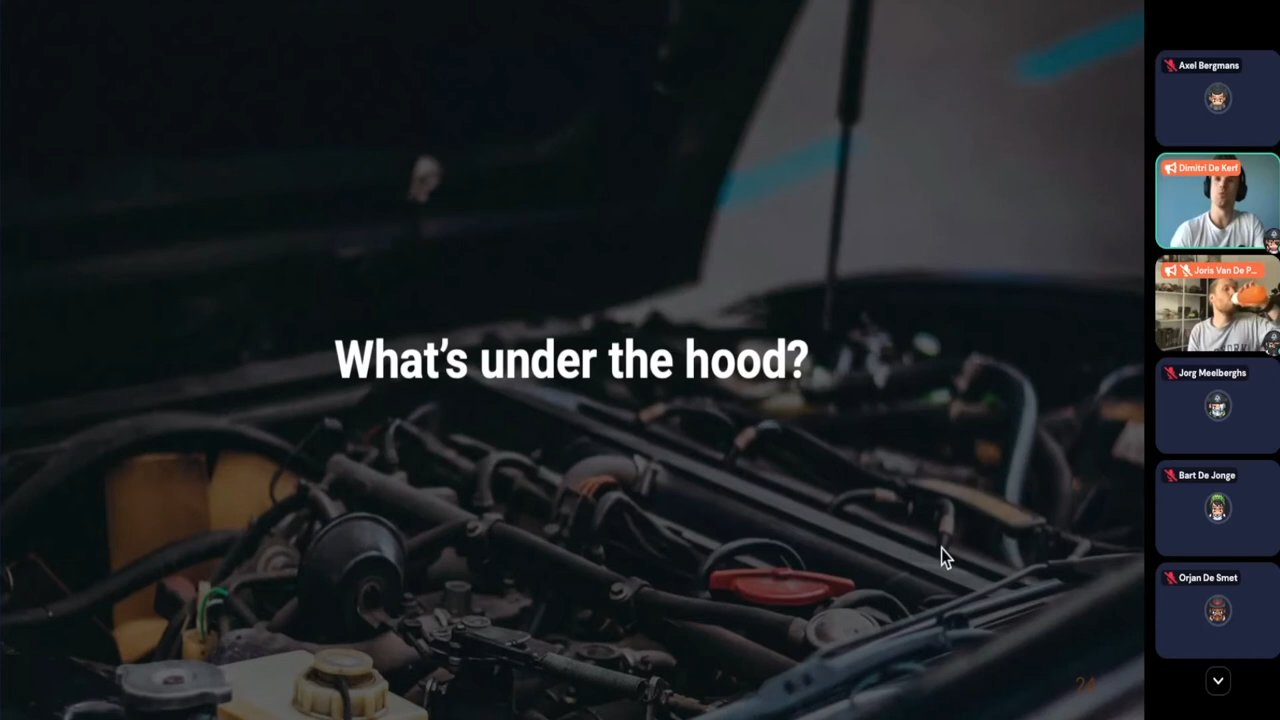 What's under the hood?
24
Axel Bergmans
Dimitri De Kerf
Joris Van De P...
Jorg Meelberghs
Bart De Jonge
Orjan De Smet